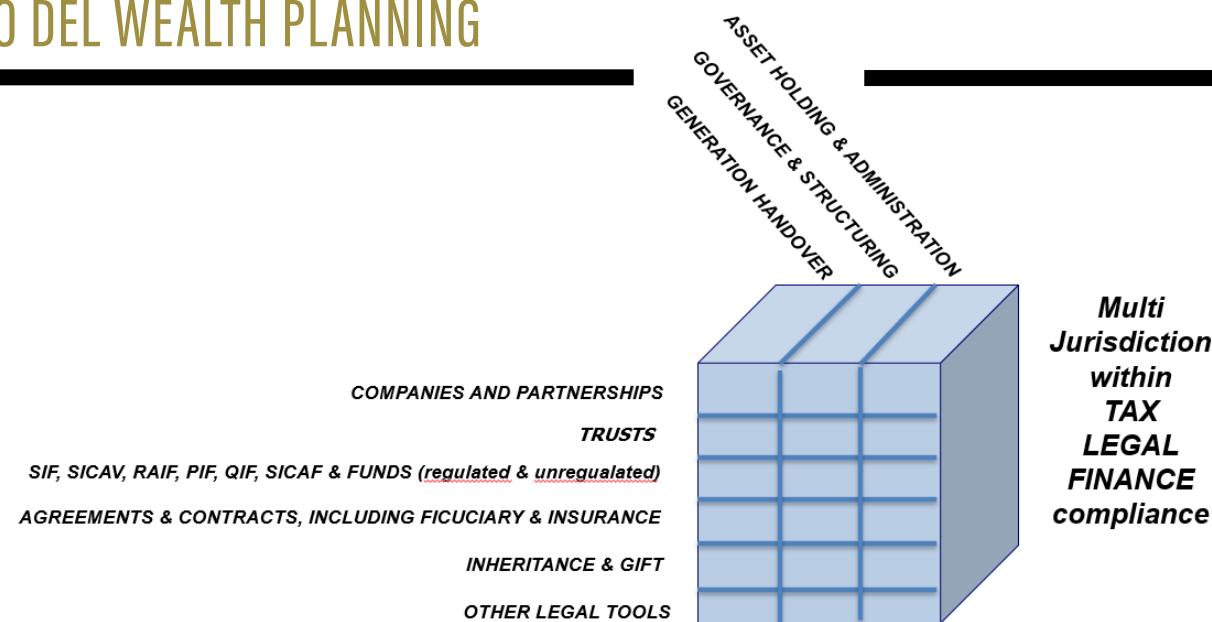 O DEL WEALTH PLANNING
ASSET HOLDING & ADMINISTRATION
GOVERNANCE & STRUCTURING
GENERATION HANDOVER
Multi
Jurisdiction
within
TAX
LEGAL
FINANCE
compliance
COMPANIES AND PARTNERSHIPS
TRUSTS
SIF, SICAV, RAIF, PIF, QIF, SICAF & FUNDS (regulated & unregualated)
AGREEMENTS & CONTRACTS, INCLUDING FICUCIARY & INSURANCE
INHERITANCE & GIFT
OTHER LEGAL TOOLS